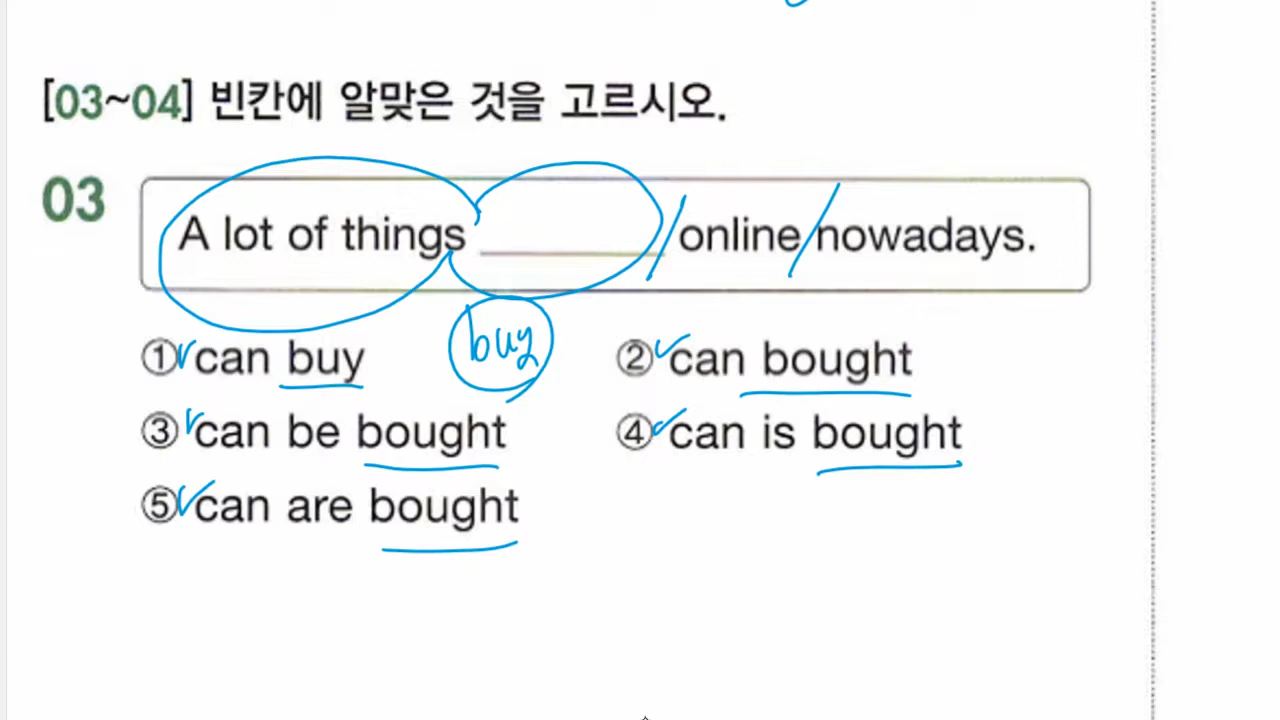 [03~04] 빈칸에 알맞은 것을 고르시오.
03 A lot of things ________ online nowadays.
buy
① can buy ② can bought
③ can be bought ④ can is bought
⑤ can are bought